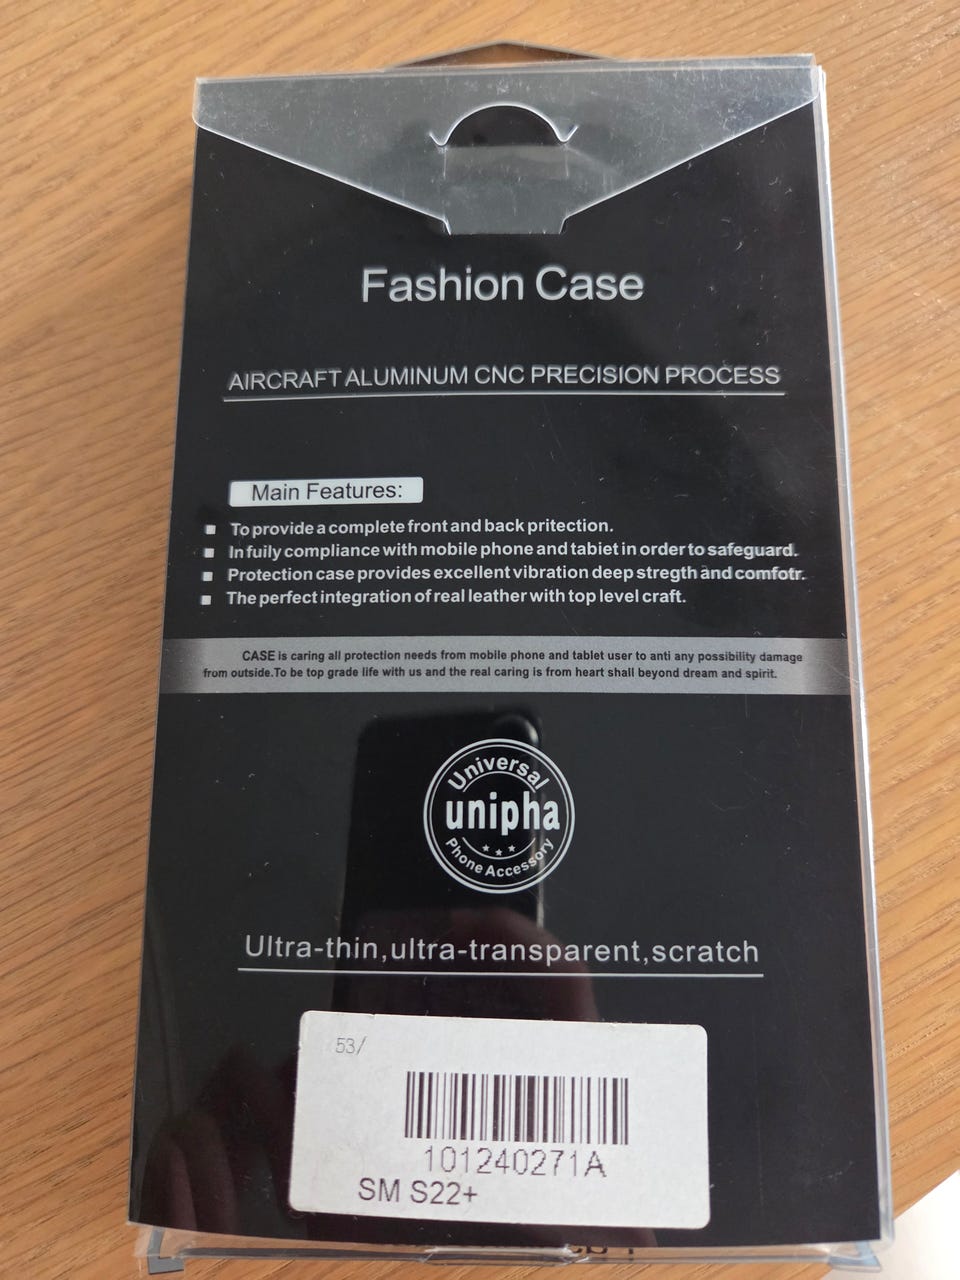 Fashion Case
AIRCRAFT ALUMINUM CNC PRECISION PROCESS
Main Features:
To provide a complete front and back pritection.
In fuily compliance with mobile phone and tabiet in order to safeguard.
Protection case provides excellent vibration deep stregth and comfotr.
The perfect integration of real leather with top level craft.
CASE is caring all protection needs from mobile phone and tablet user to anti any possibility damage
from outside.To be top grade life with us and the real caring is from heart shall beyond dream and spirit.
Universal
unipha
Phone Accessory
Ultra-thin,ultra-transparent,scratch
53/
101240271A
SM S22+